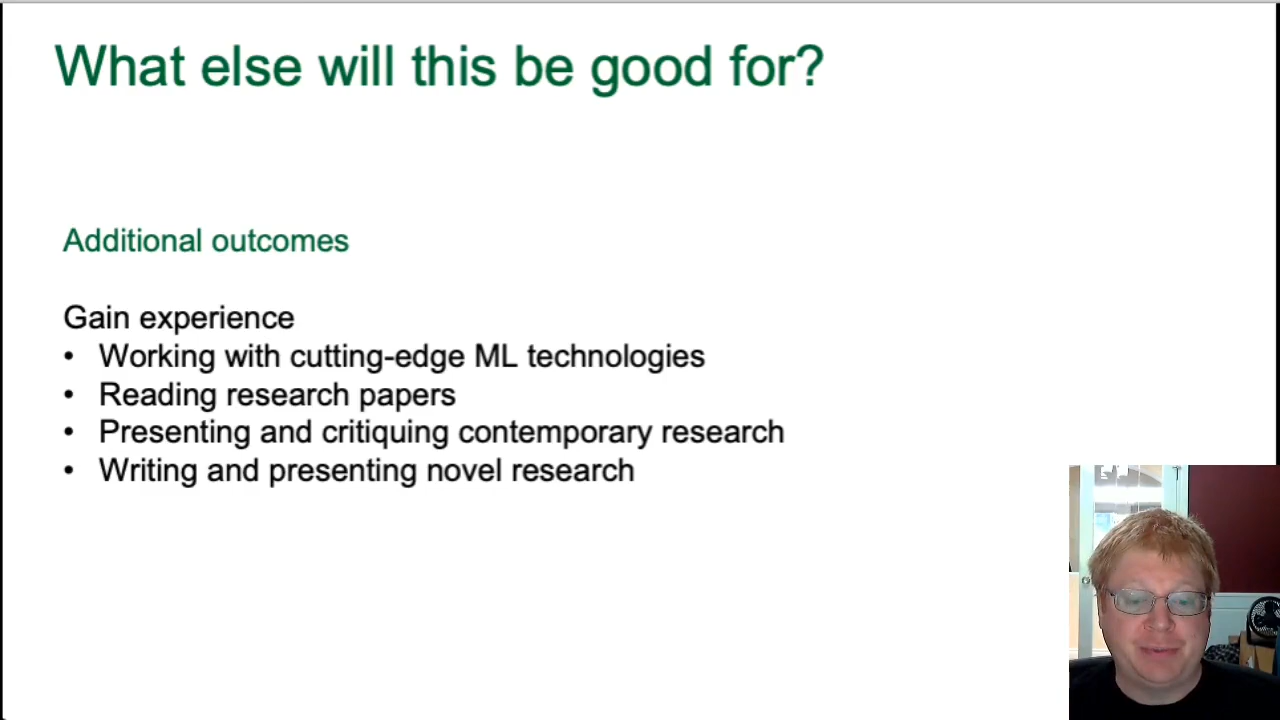 What else will this be good for?
Additional outcomes
Gain experience
• Working with cutting-edge ML technologies
• Reading research papers
• Presenting and critiquing contemporary research
• Writing and presenting novel research